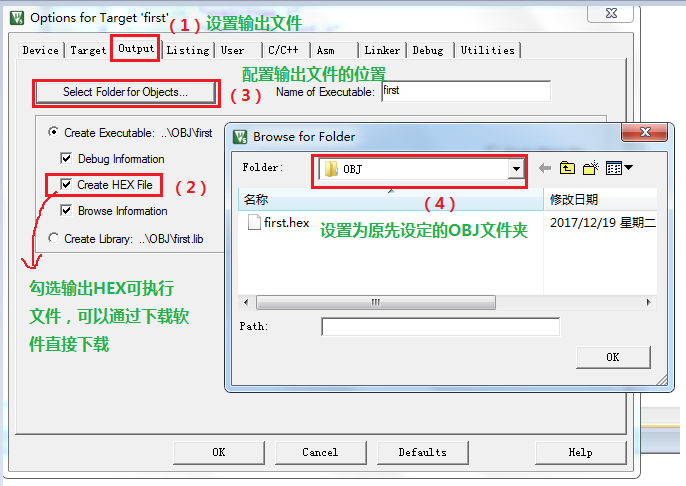 Options for Target 'first'
（1）设置输出文件
Device Target Output Listing User C/C++ Asm Linker Debug Utilities
配置输出文件的位置
Select Folder for Objects...
（3）
Name of Executable: first
Create Executable: ..\OBJ\first
Debug Information
Create HEX File
（2）
Browse Information
Create Library: ..\OBJ\first.lib
勾选输出HEX可执行
文件，可以通过下载软
件直接下载
Browse for Folder
Folder: OBJ
（4）
名称 修改日期
first.hex 2017/12/19 星期二
设置为原先设定的OBJ文件夹
Path:
OK
OK Cancel Defaults Help